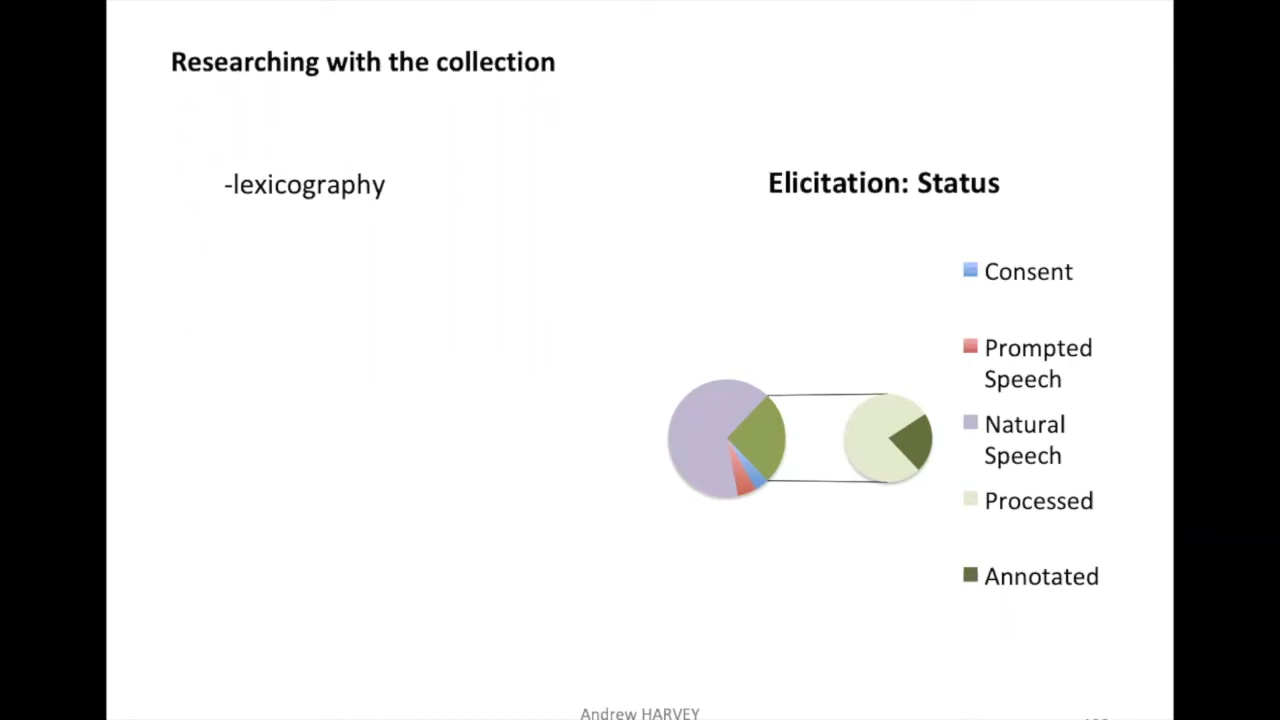 Researching with the collection
-lexicography
Elicitation: Status
Consent
Prompted
Speech
Natural
Speech
Processed
Annotated
Andrew HARVEY